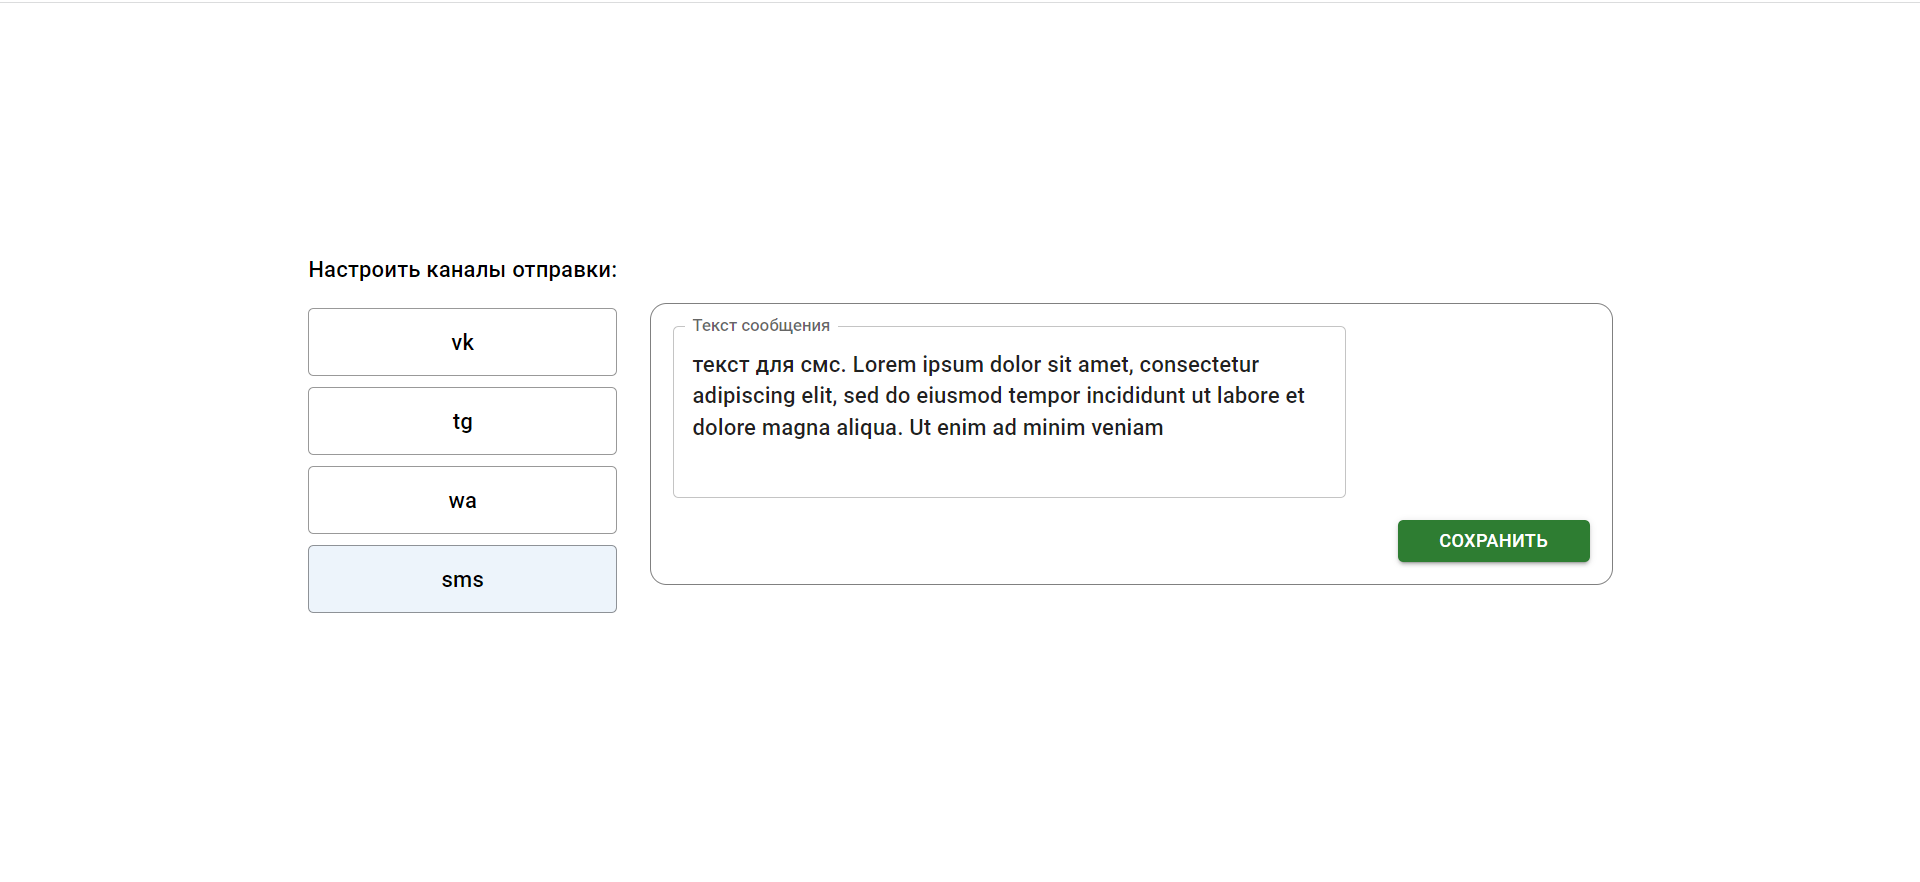 Настроить каналы отправки:
vk
tg
wa
sms
Текст сообщения
текст для смс. Lorem ipsum dolor sit amet, consectetur
adipiscing elit, sed do eiusmod tempor incididunt ut labore et
dolore magna aliqua. Ut enim ad minim veniam
СОХРАНИТЬ